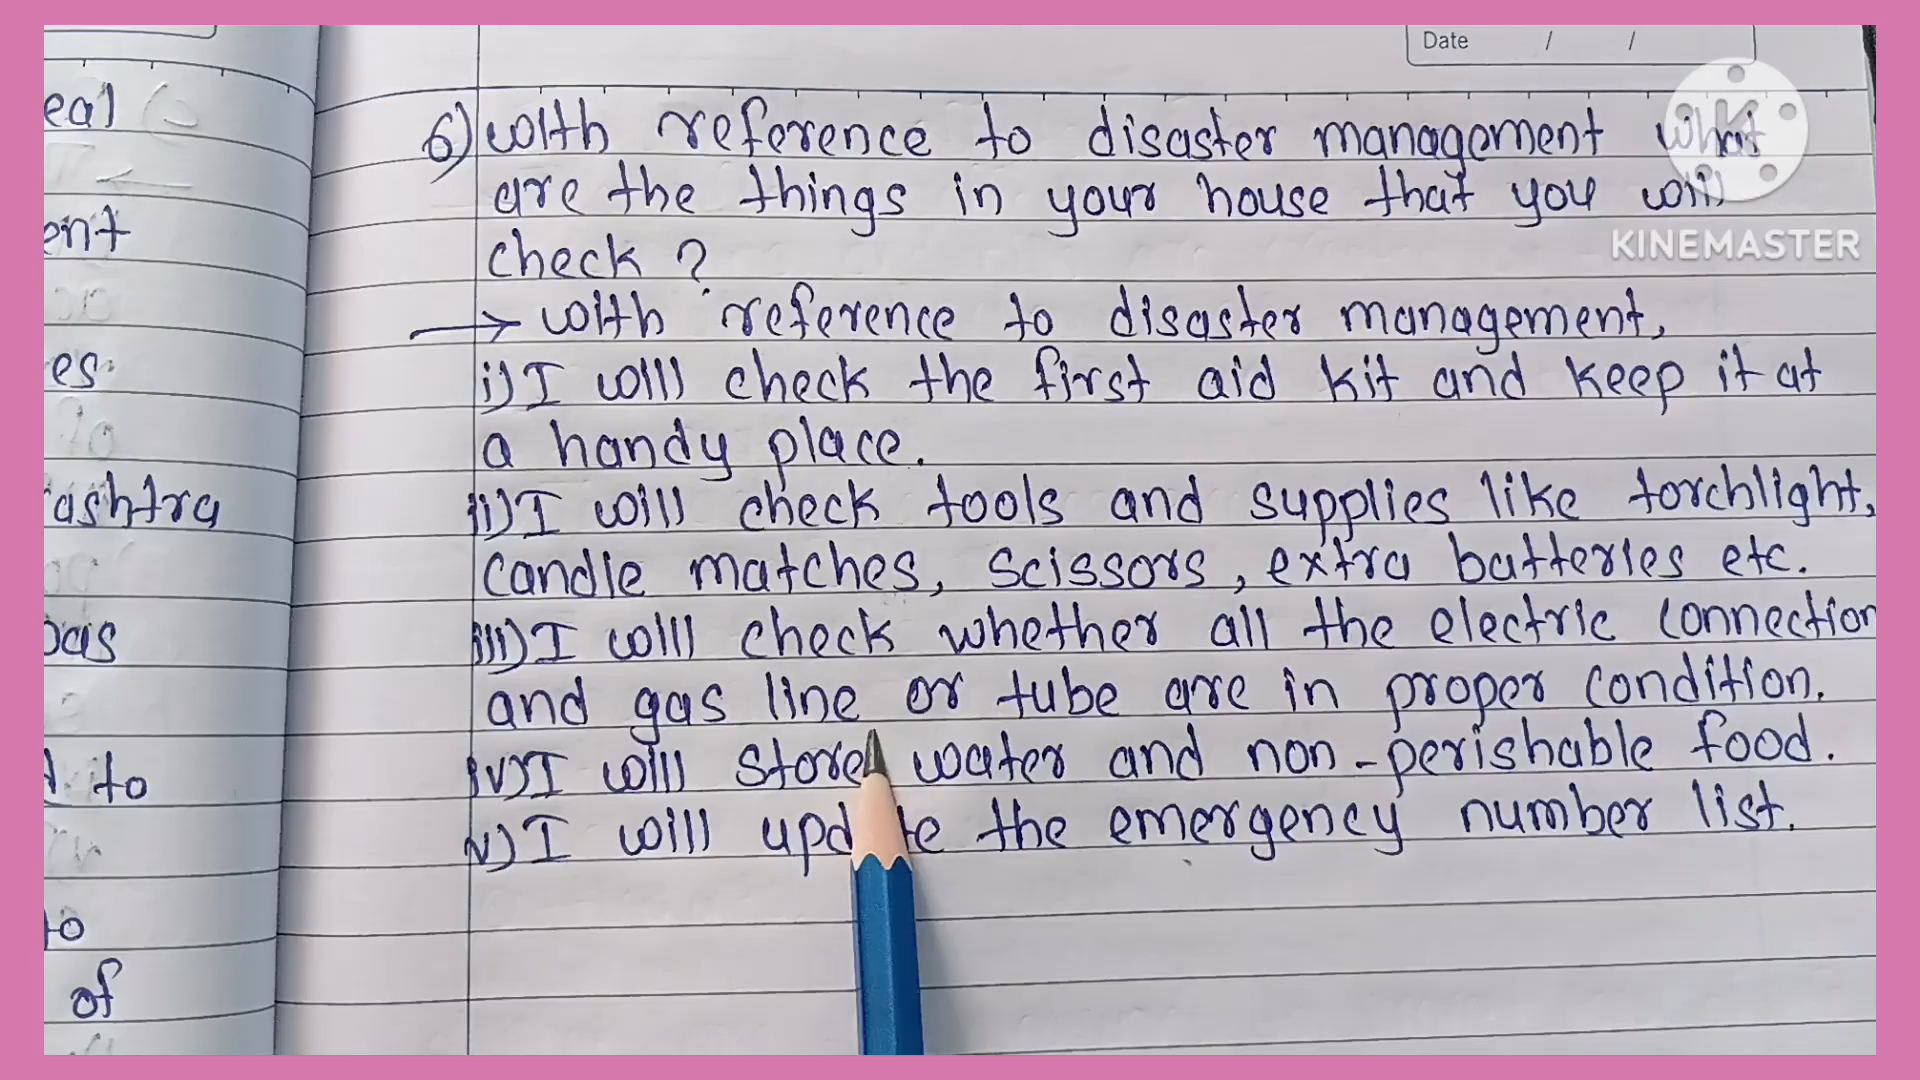 eal
ent
es
ashtra
to
to
of
Date / /
6) With reference to disaster management what
are the things in your house that you will
check ?
→ With reference to disaster management,
i) I will check the first aid kit and keep it at
a handy place.
ii) I will check tools and supplies like torchlight,
candle matches, scissors, extra batteries etc.
iii) I will check whether all the electric connection
and gas line or tube are in proper condition.
iv) I will store water and non-perishable food.
v) I will update the emergency number list.
KINEMASTER